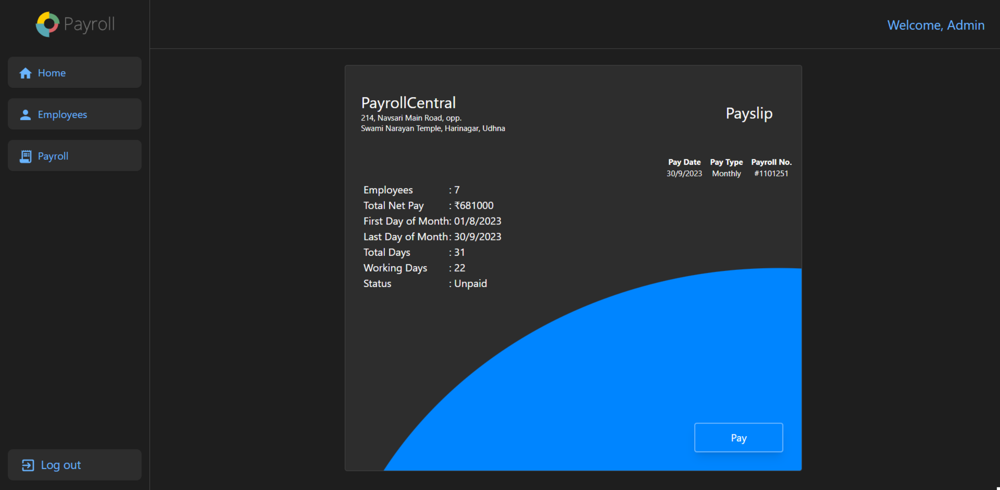 Payroll
Welcome, Admin
Home
Employees
Payroll
Log out
PayrollCentral
214, Navsari Main Road, opp.
Swami Narayan Temple, Harinagar, Udhna
Payslip
Pay Date Pay Type Payroll No.
30/9/2023 Monthly #1101251
Employees : 7
Total Net Pay : ₹681000
First Day of Month: 01/8/2023
Last Day of Month: 30/9/2023
Total Days : 31
Working Days : 22
Status : Unpaid
Pay